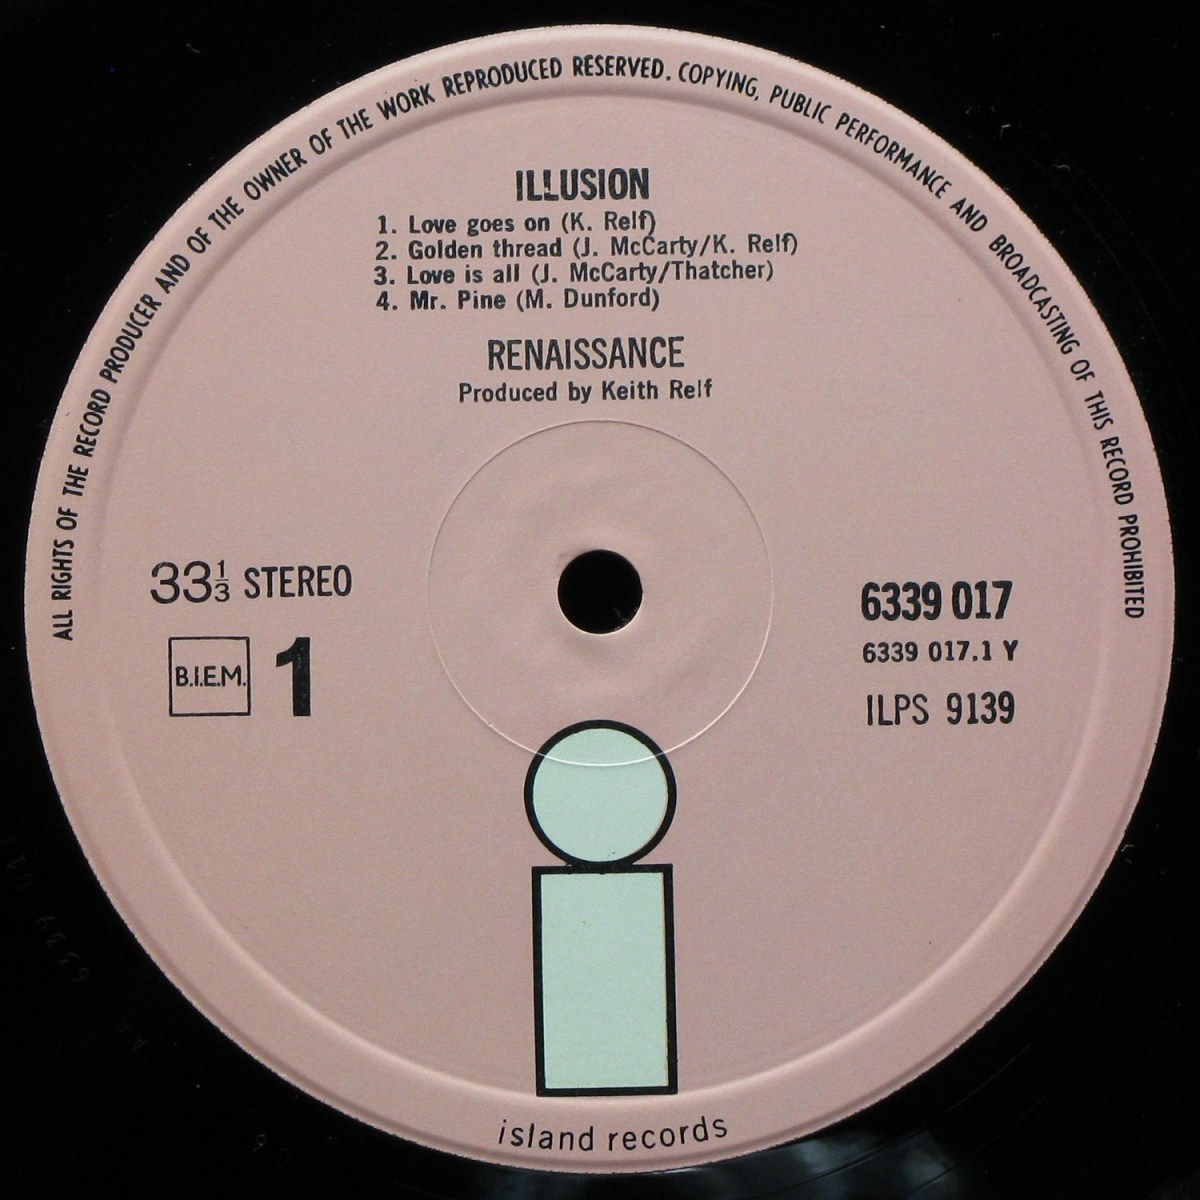 ALL RIGHTS OF THE RECORD PRODUCER AND OF THE OWNER OF THE WORK REPRODUCED RESERVED. COPYING, PUBLIC PERFORMANCE AND BROADCASTING OF THIS RECORD PROHIBITED
ILLUSION
1. Love goes on (K. Relf)
2. Golden thread (J. McCarty/K. Relf)
3. Love is all (J. McCarty/Thatcher)
4. Mr. Pine (M. Dunford)
RENAISSANCE
Produced by Keith Relf
33⅓ STEREO
B.I.E.M. 1
6339 017
6339 017.1 Y
ILPS 9139
island records